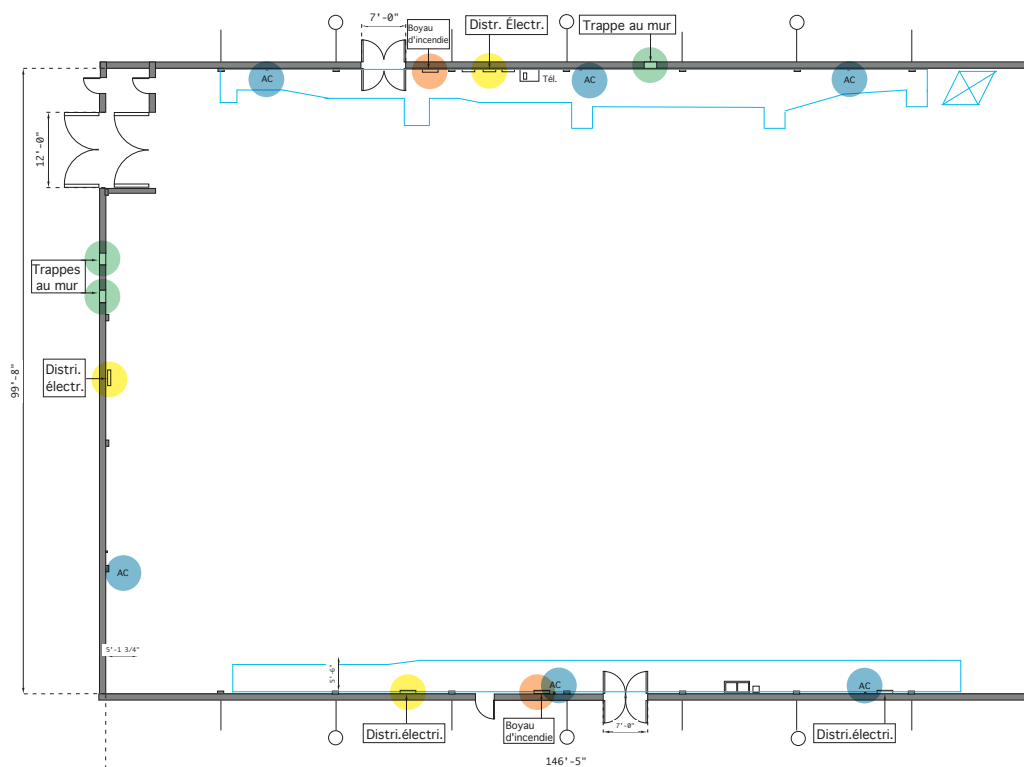 7'-0"
Boyau
d'incendie
Distr. Électr.
Trappe au mur
AC
Tél.
AC
AC
12'-0"
Trappes
au mur
Distri.
électr.
99'-8"
AC
5'-1 3/4"
5'-6"
AC
AC
Distri.électri.
Boyau
d'incendie
7'-0"
Distri.électri.
146'-5"